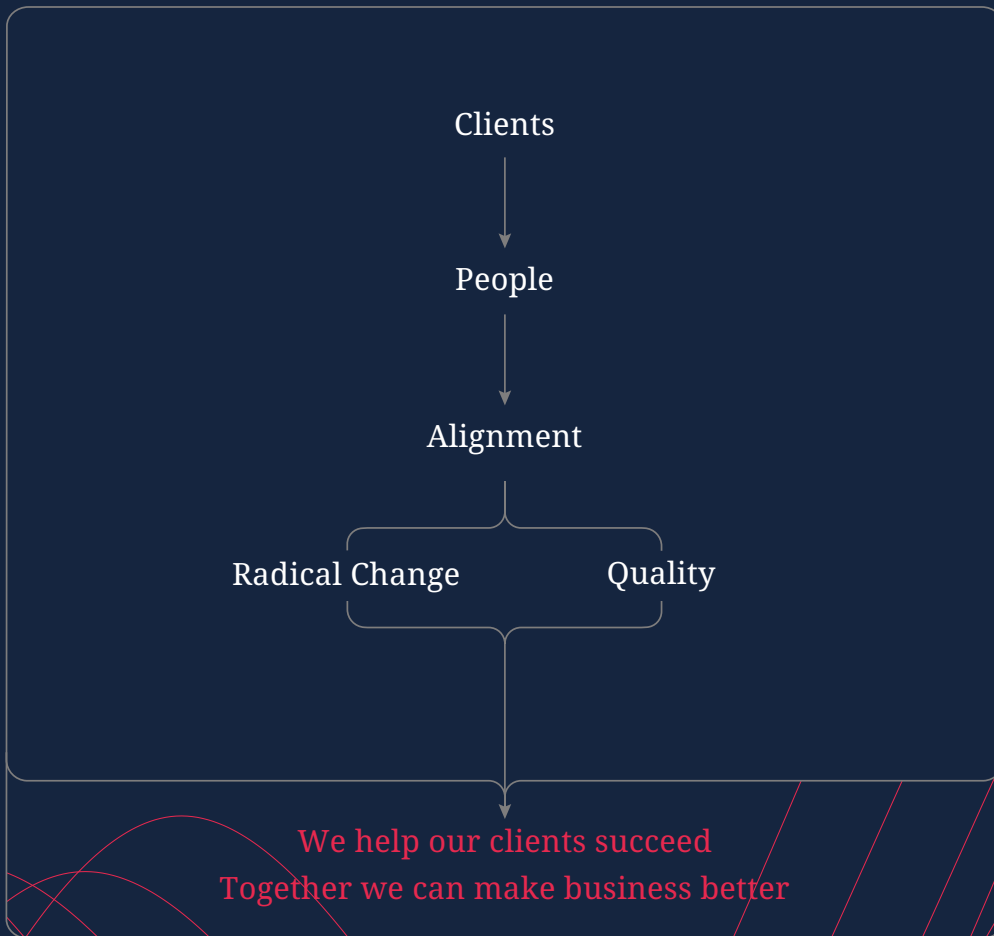 Clients
People
Alignment
Radical Change
Quality
We help our clients succeed
Together we can make business better